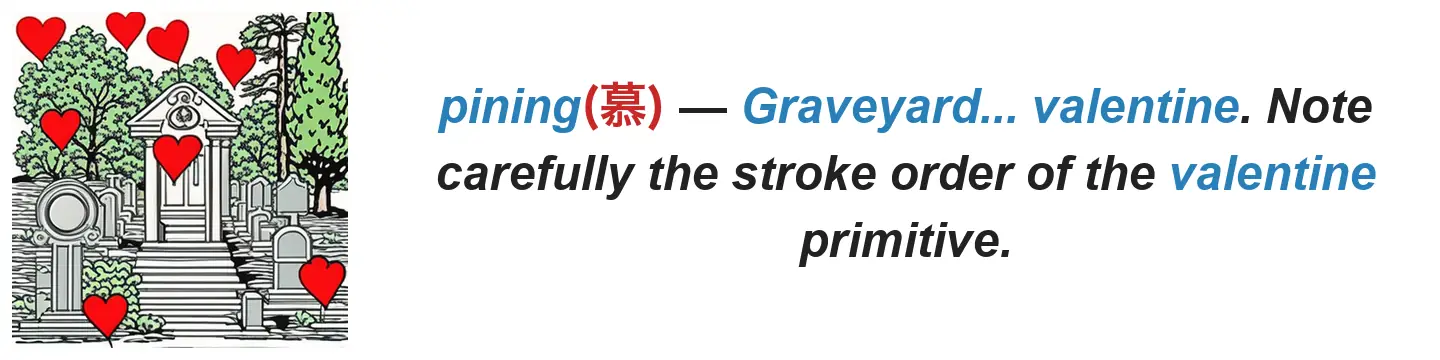 pining(慕) — Graveyard... valentine. Note
carefully the stroke order of the valentine
primitive.